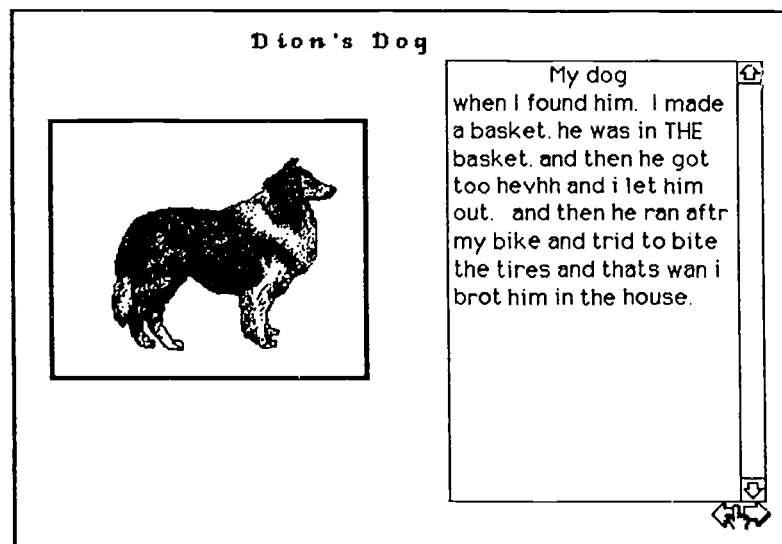 Dion's Dog
My dog
when I found him. I made
a basket. he was in THE
basket. and then he got
too hevhh and i let him
out. and then he ran aftr
my bike and trid to bite
the tires and thats wan i
brot him in the house.